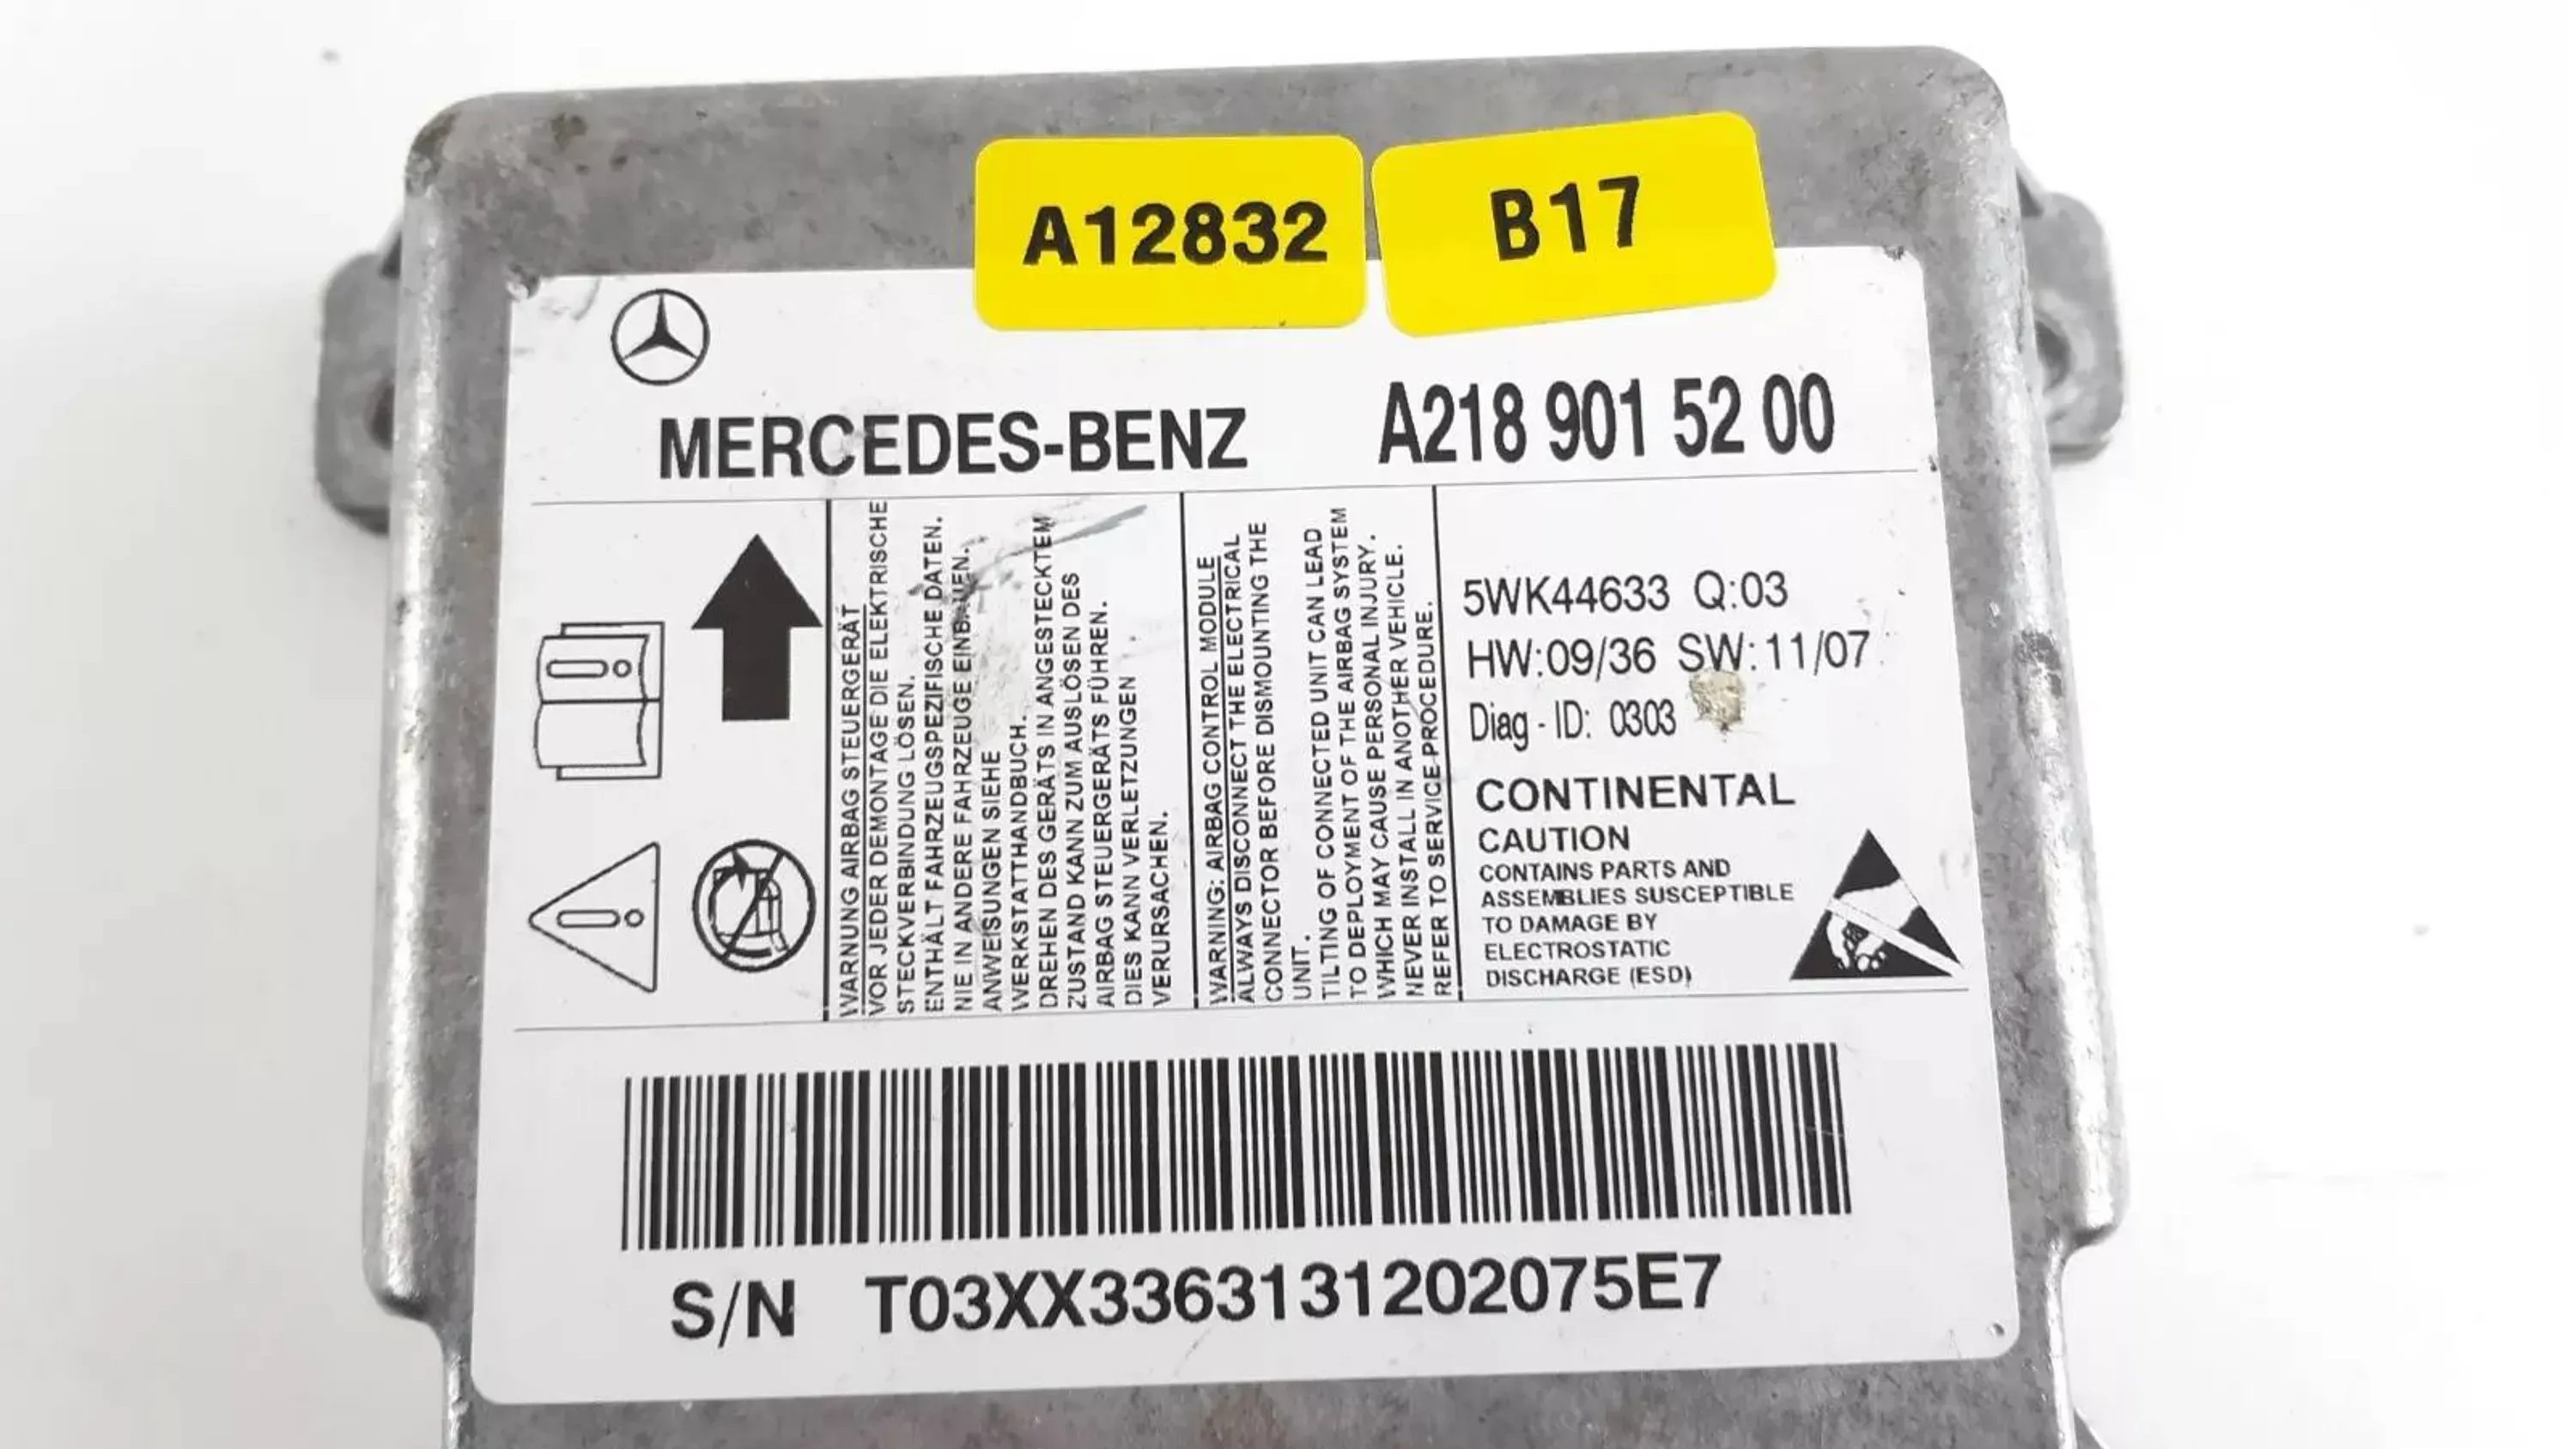 A12832
B17
MERCEDES-BENZ
A218 901 52 00
WARNUNG AIRBAG STEUERGERÄT
VOR JEDER DEMONTAGE DIE ELEKTRISCHE
STECKVERBINDUNG LÖSEN.
ENTHÄLT FAHRZEUGSPEZIFISCHE DATEN.
NIE IN ANDERE FAHRZEUGE EINBAUEN.
ANWEISUNGEN SIEHE
WERKSTATTHANDBUCH.
DREHEN DES GERÄTS IN ANGESTECKTEM
ZUSTAND KANN ZUM AUSLÖSEN DES
AIRBAG STEUERGERÄTS FÜHREN.
DIES KANN VERLETZUNGEN
VERURSACHEN.
WARNING: AIRBAG CONTROL MODULE
ALWAYS DISCONNECT THE ELECTRICAL
CONNECTOR BEFORE DISMOUNTING THE
UNIT.
TILTING OF CONNECTED UNIT CAN LEAD
TO DEPLOYMENT OF THE AIRBAG SYSTEM
WHICH MAY CAUSE PERSONAL INJURY.
NEVER INSTALL IN ANOTHER VEHICLE.
REFER TO SERVICE PROCEDURE.
5WK44633 Q:03
HW:09/36 SW:11/07
Diag - ID: 0303
CONTINENTAL
CAUTION
CONTAINS PARTS AND
ASSEMBLIES SUSCEPTIBLE
TO DAMAGE BY
ELECTROSTATIC
DISCHARGE (ESD)
S/N T03XX3363131202075E7